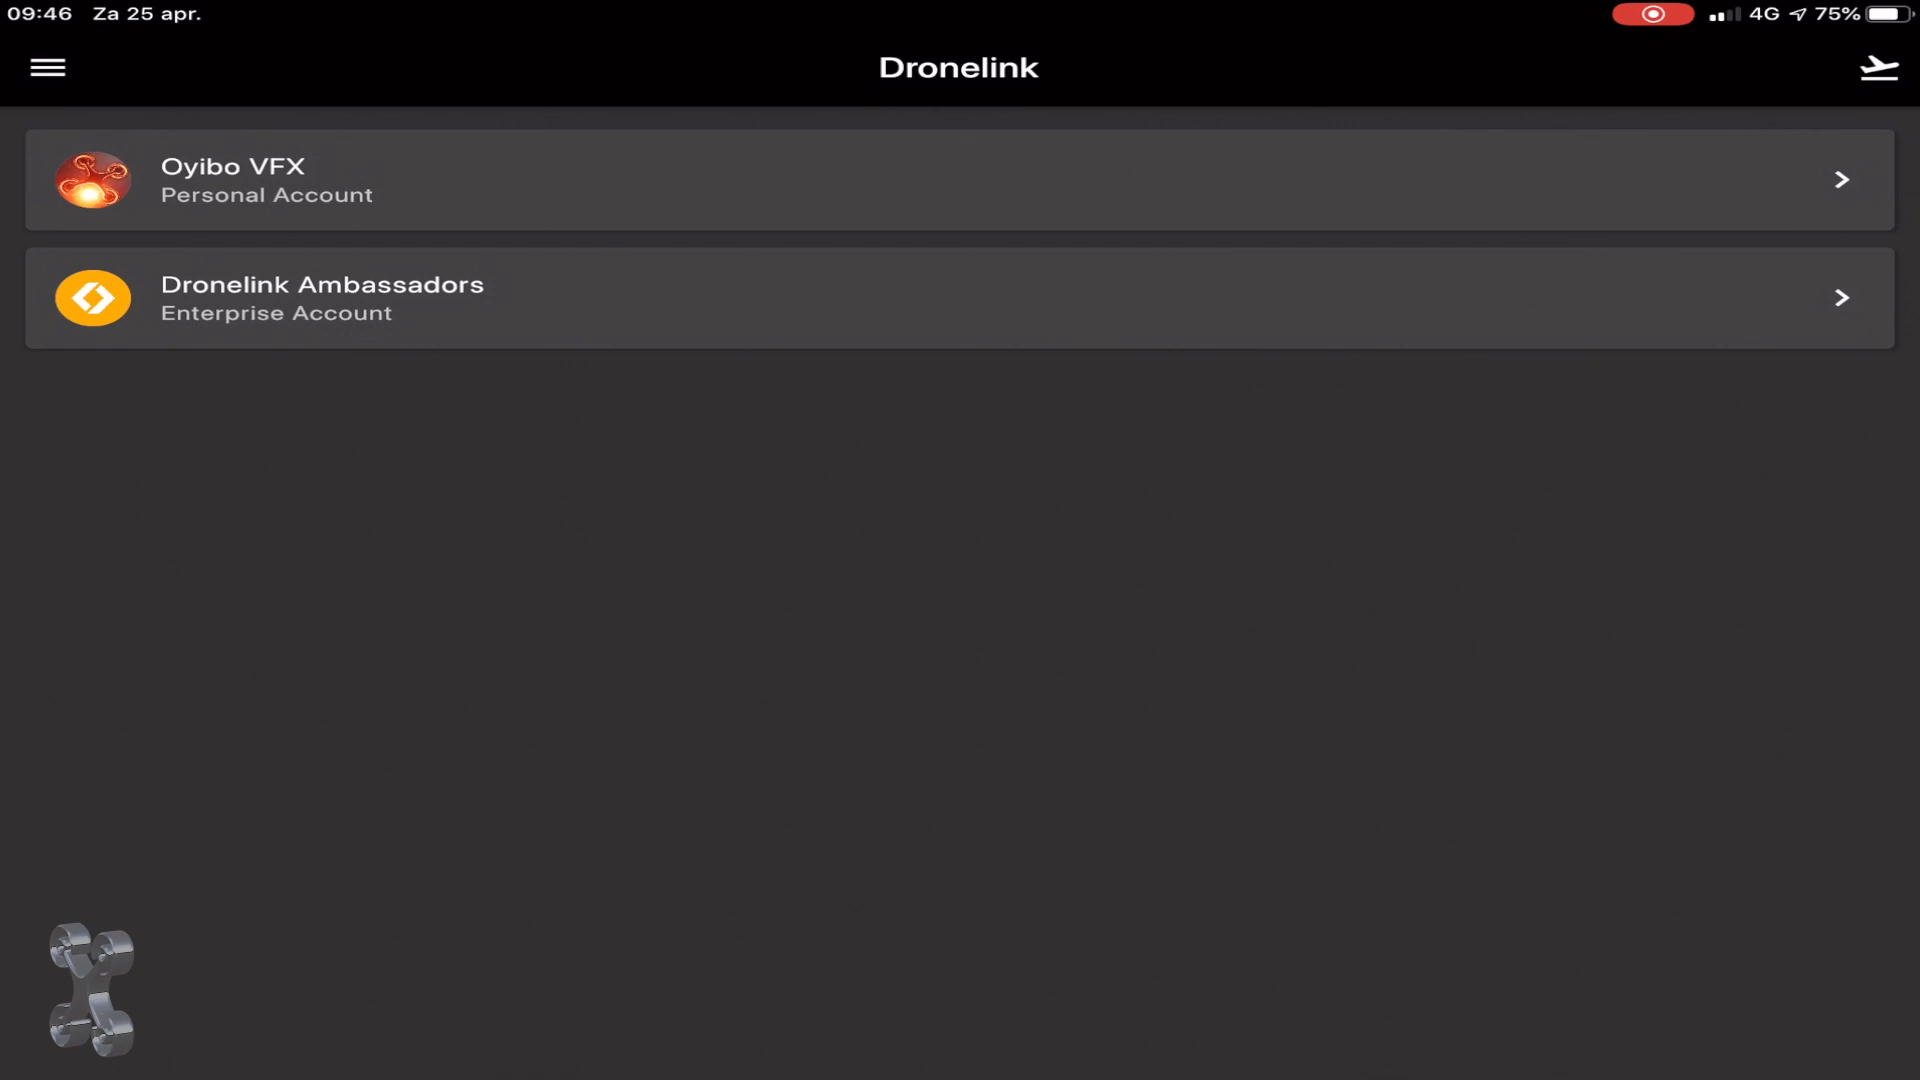 09:46 Za 25 apr.
4G 75%
Dronelink
Oyibo VFX
Personal Account
Dronelink Ambassadors
Enterprise Account